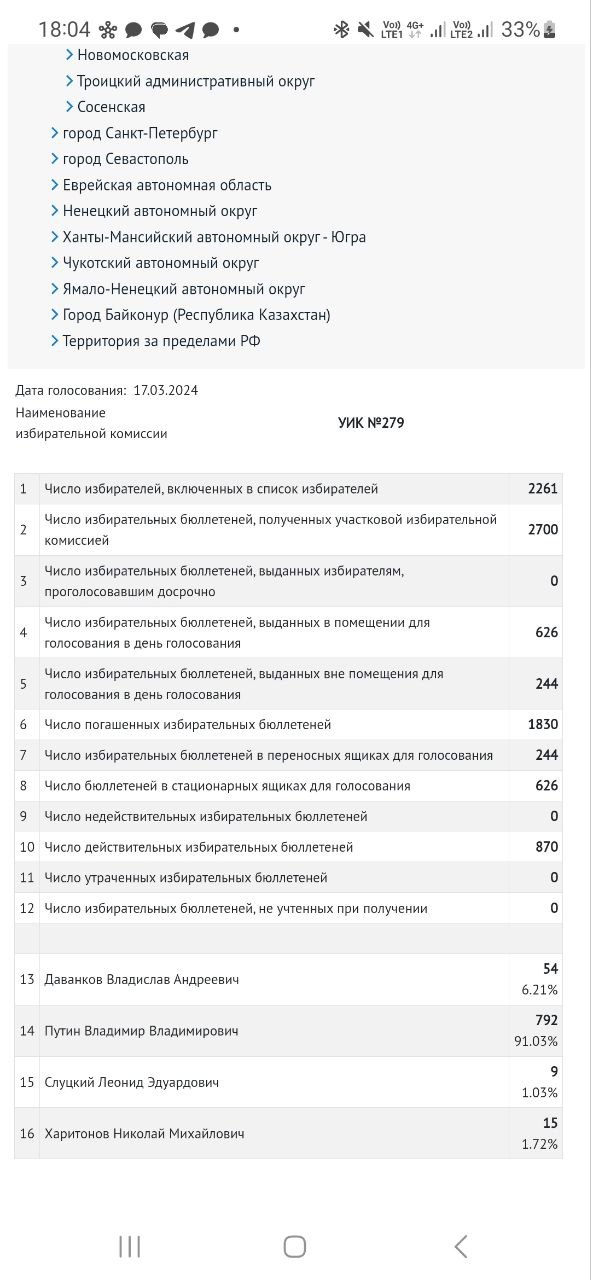 18:04 Vo)) LTE1 4G+ Vo)) LTE2 33%
Новомосковская
Троицкий административный округ
Сосенская
город Санкт-Петербург
город Севастополь
Еврейская автономная область
Ненецкий автономный округ
Ханты-Мансийский автономный округ - Югра
Чукотский автономный округ
Ямало-Ненецкий автономный округ
Город Байконур (Республика Казахстан)
Территория за пределами РФ
Дата голосования: 17.03.2024
Наименование
избирательной комиссии
УИК №279
1 Число избирателей, включенных в список избирателей 2261
2 Число избирательных бюллетеней, полученных участковой избирательной
комиссией 2700
3 Число избирательных бюллетеней, выданных избирателям,
проголосовавшим досрочно 0
4 Число избирательных бюллетеней, выданных в помещении для
голосования в день голосования 626
5 Число избирательных бюллетеней, выданных вне помещения для
голосования в день голосования 244
6 Число погашенных избирательных бюллетеней 1830
7 Число избирательных бюллетеней в переносных ящиках для голосования 244
8 Число бюллетеней в стационарных ящиках для голосования 626
9 Число недействительных избирательных бюллетеней 0
10 Число действительных избирательных бюллетеней 870
11 Число утраченных избирательных бюллетеней 0
12 Число избирательных бюллетеней, не учтенных при получении 0
13 Даванков Владислав Андреевич 54
6.21%
14 Путин Владимир Владимирович 792
91.03%
15 Слуцкий Леонид Эдуардович 9
1.03%
16 Харитонов Николай Михайлович 15
1.72%